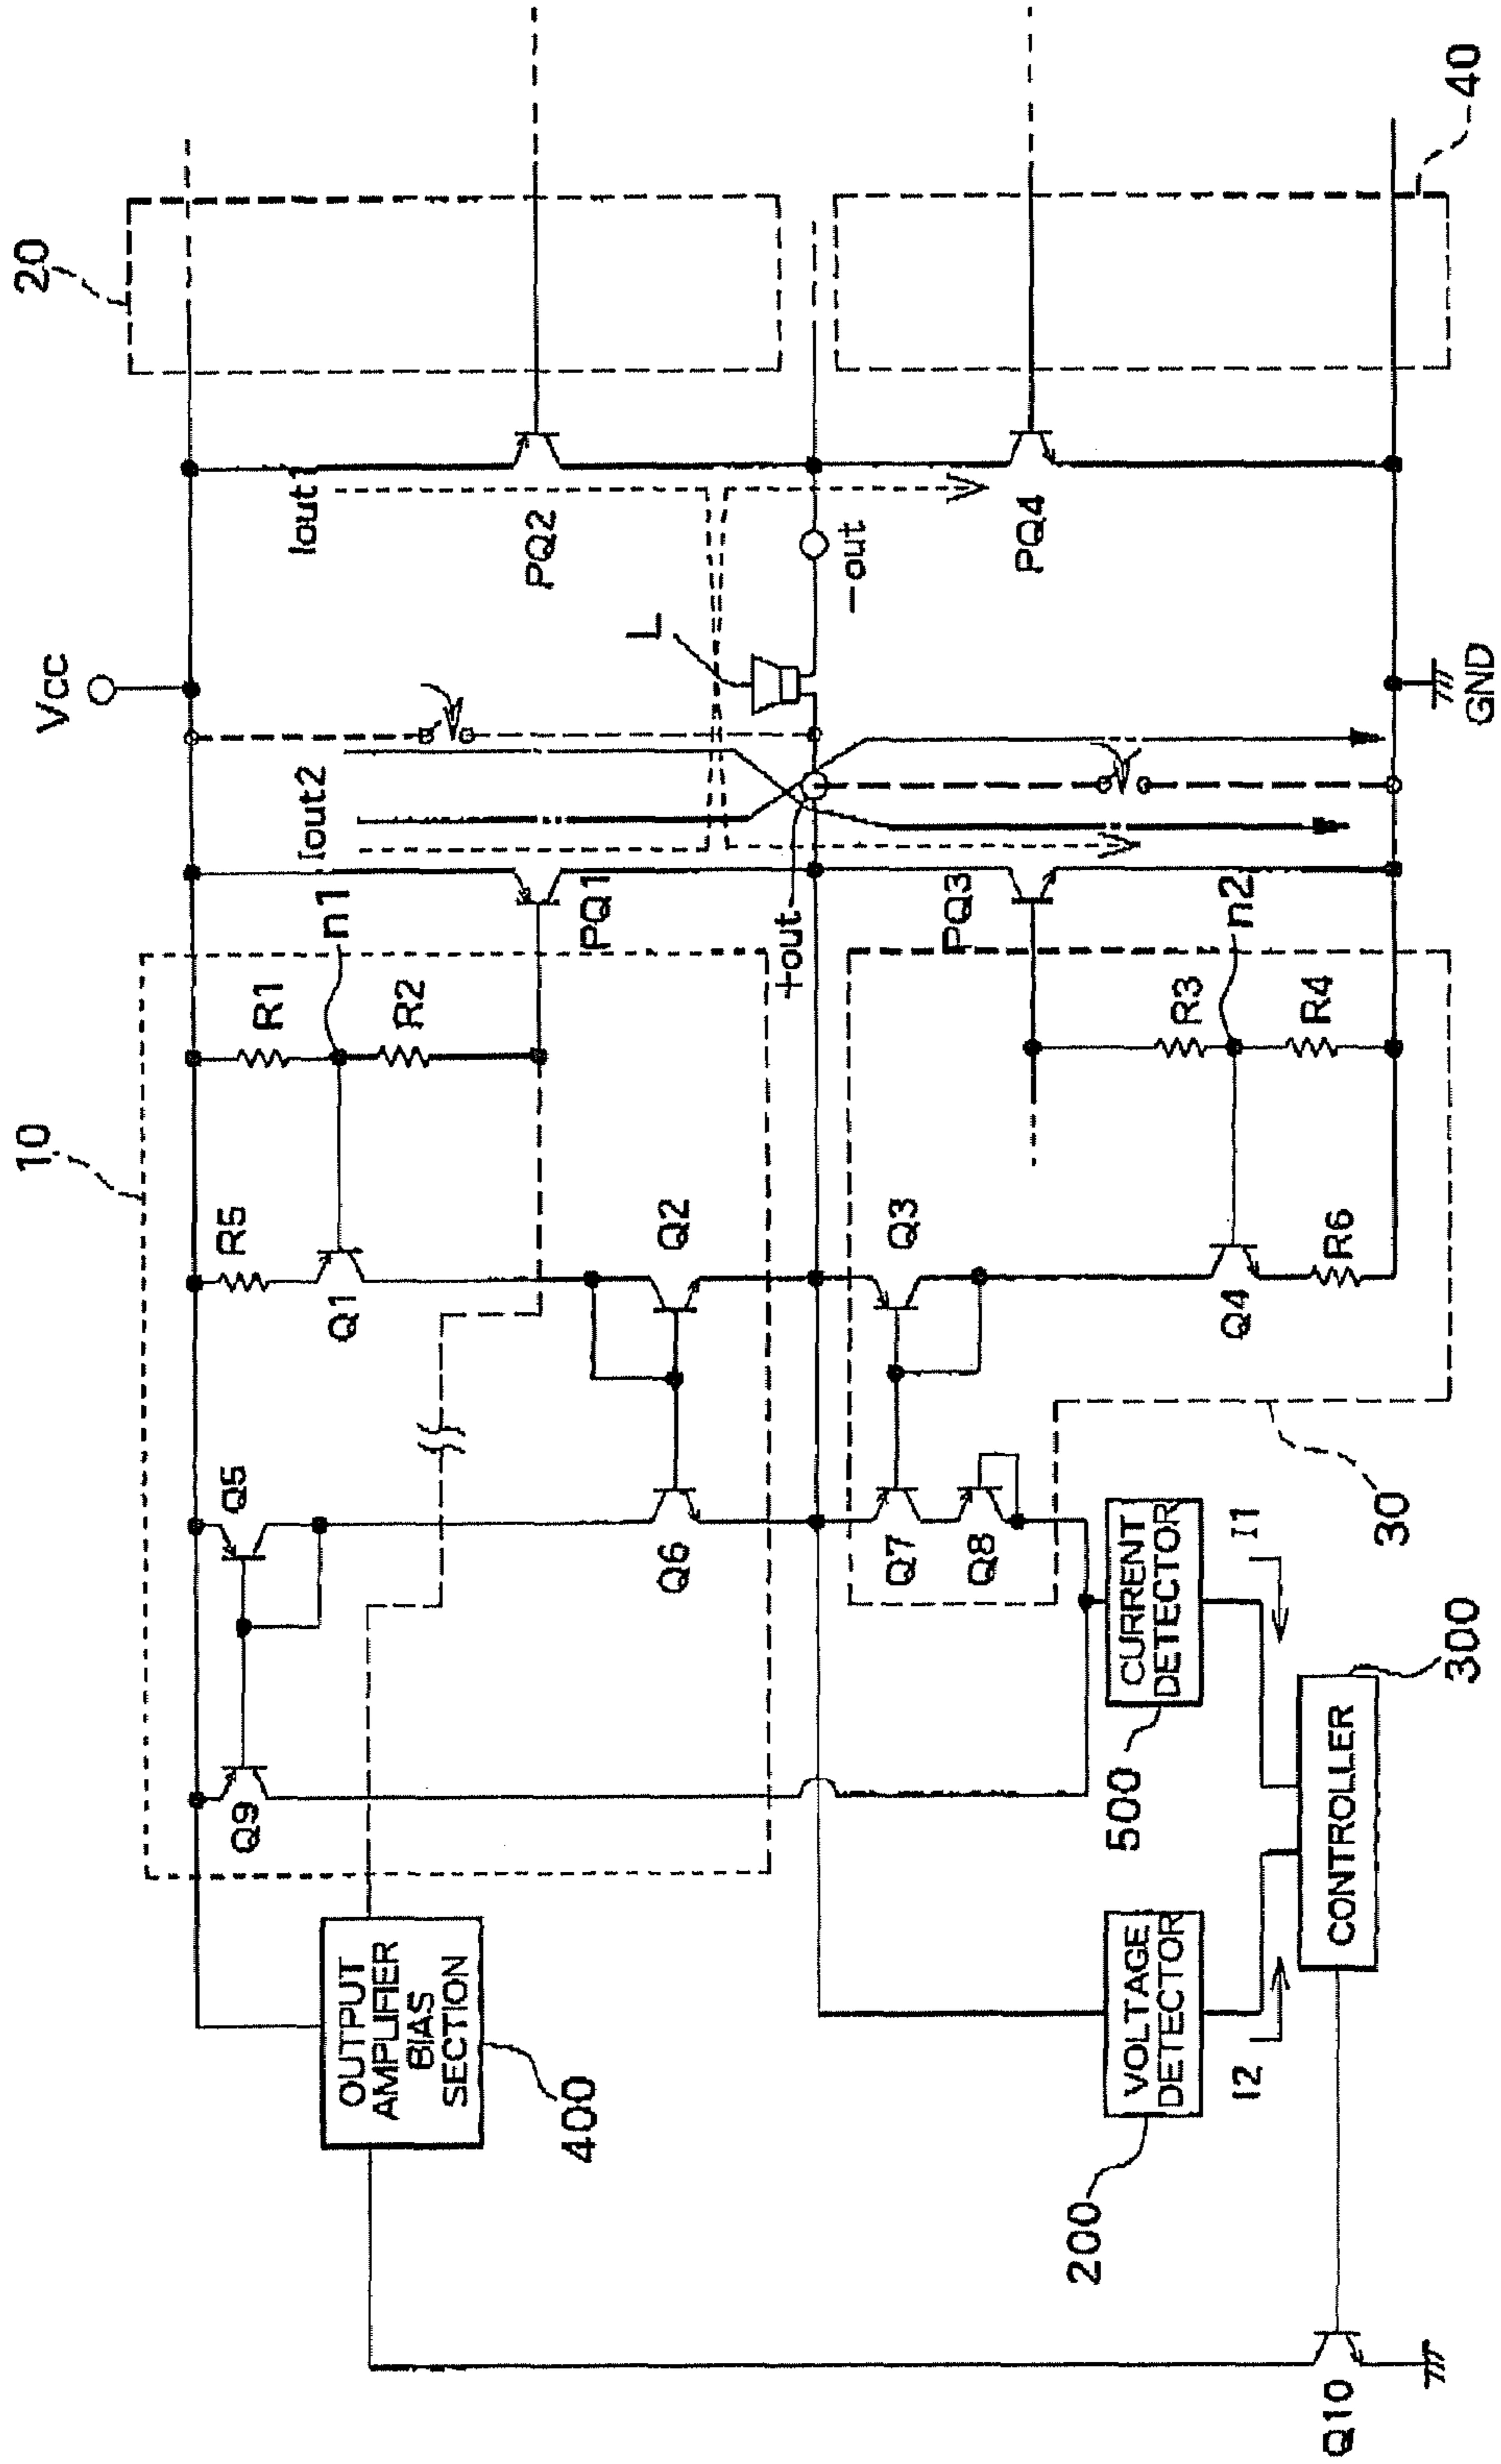 20
40
Vcc
Iout1
PQ2
PQ4
-out
L
GND
Iout2
n1
PQ1
+out
PQ3
n2
10
R1
R2
R3
R4
R5
Q1
Q2
Q3
Q4
R6
Q5
Q6
Q7
Q8
30
Q9
CURRENT
DETECTOR
I1
500
300
CONTROLLER
OUTPUT
AMPLIFIER
BIAS
SECTION
400
VOLTAGE
DETECTOR
I2
200
Q10